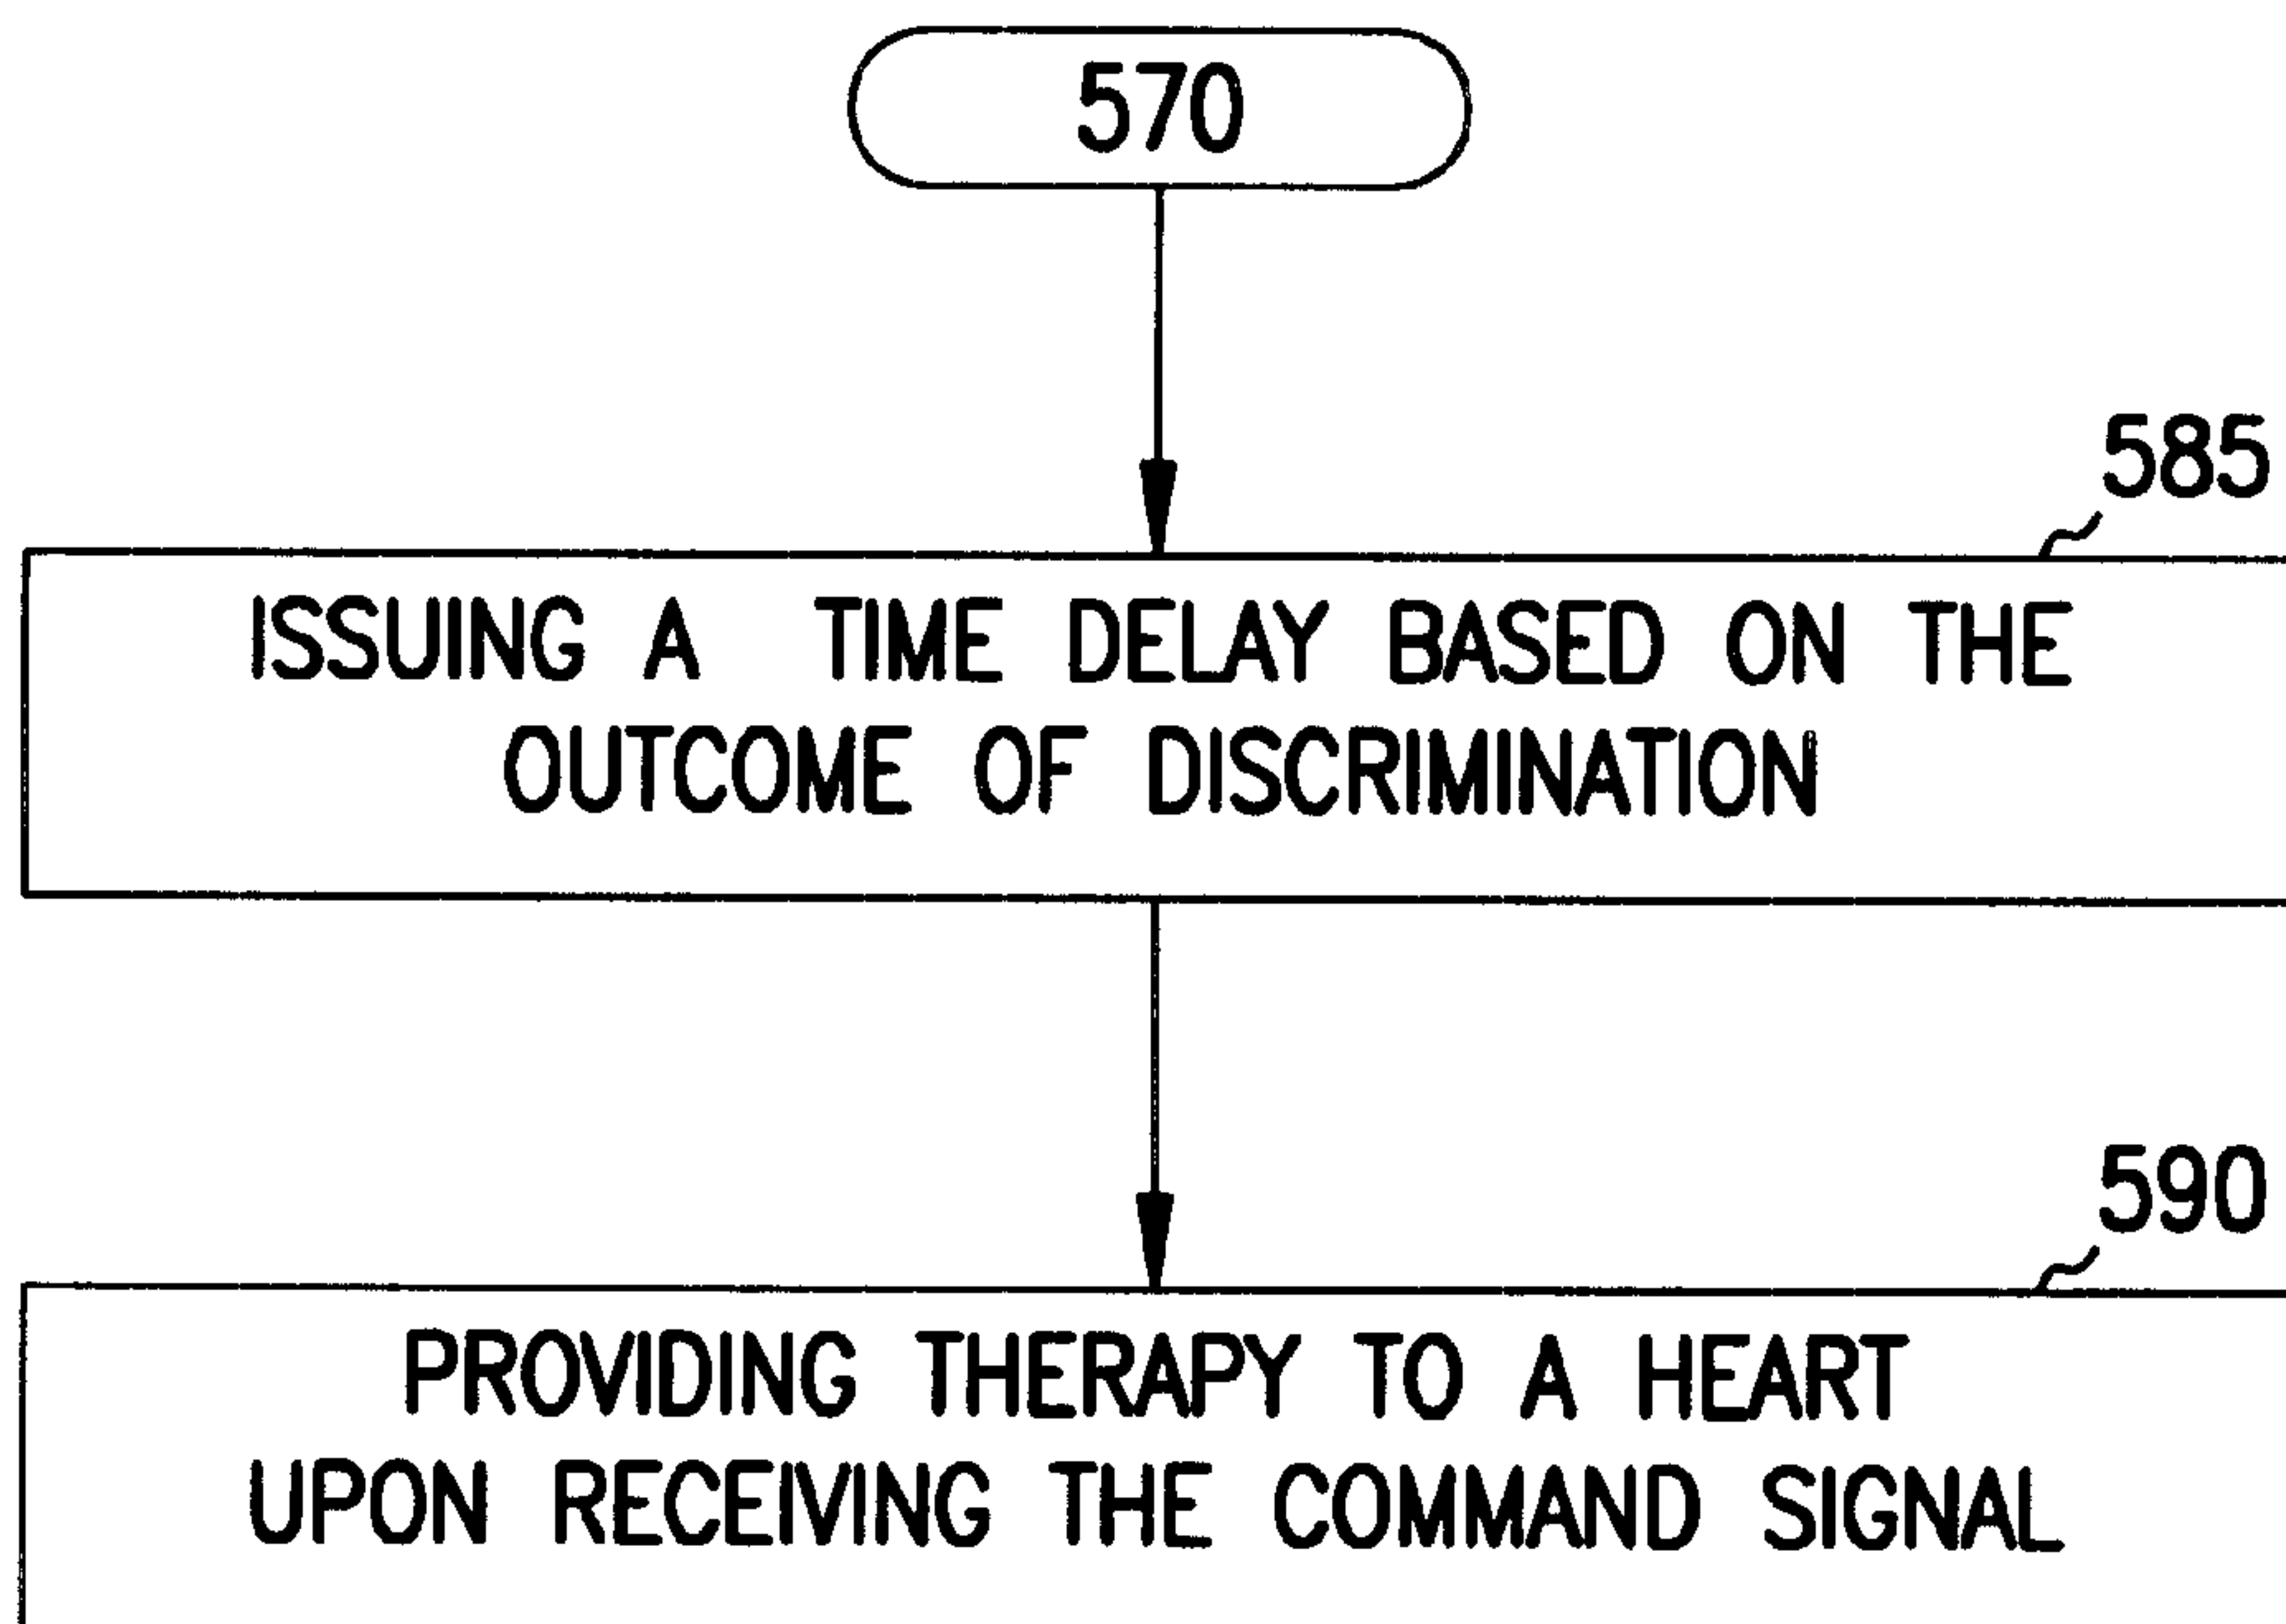 570
585
ISSUING A TIME DELAY BASED ON THE
OUTCOME OF DISCRIMINATION
590
PROVIDING THERAPY TO A HEART
UPON RECEIVING THE COMMAND SIGNAL